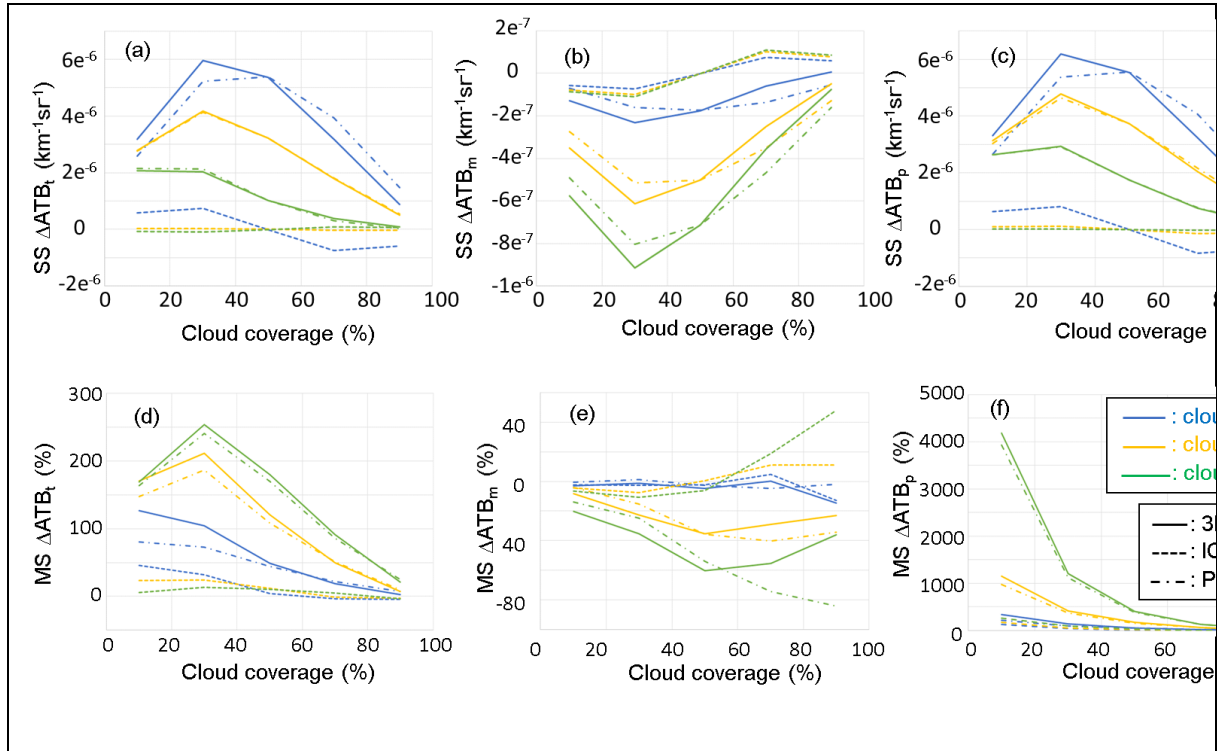 (a)
6e⁻⁶
4e⁻⁶
2e⁻⁶
0
-2e⁻⁶
SS ΔATBₜ (km⁻¹sr⁻¹)
0 20 40 60 80 100
Cloud coverage (%)
(b)
2e⁻⁷
0
-2e⁻⁷
-4e⁻⁷
-6e⁻⁷
-8e⁻⁷
-1e⁻⁶
SS ΔATBₘ (km⁻¹sr⁻¹)
0 20 40 60 80 100
Cloud coverage (%)
(c)
6e⁻⁶
4e⁻⁶
2e⁻⁶
0
-2e⁻⁶
SS ΔATBₚ (km⁻¹sr⁻¹)
0 20 40 60
Cloud coverage
(d)
300
200
100
0
MS ΔATBₜ (%)
0 20 40 60 80 100
Cloud coverage (%)
(e)
40
0
40
-80
MS ΔATBₘ (%)
0 20 40 60 80 100
Cloud coverage (%)
(f)
5000
4000
3000
2000
1000
0
MS ΔATBₚ (%)
0 20 40 60
Cloud coverage
: clou
: clou
: clou
: 3
: IC
: P